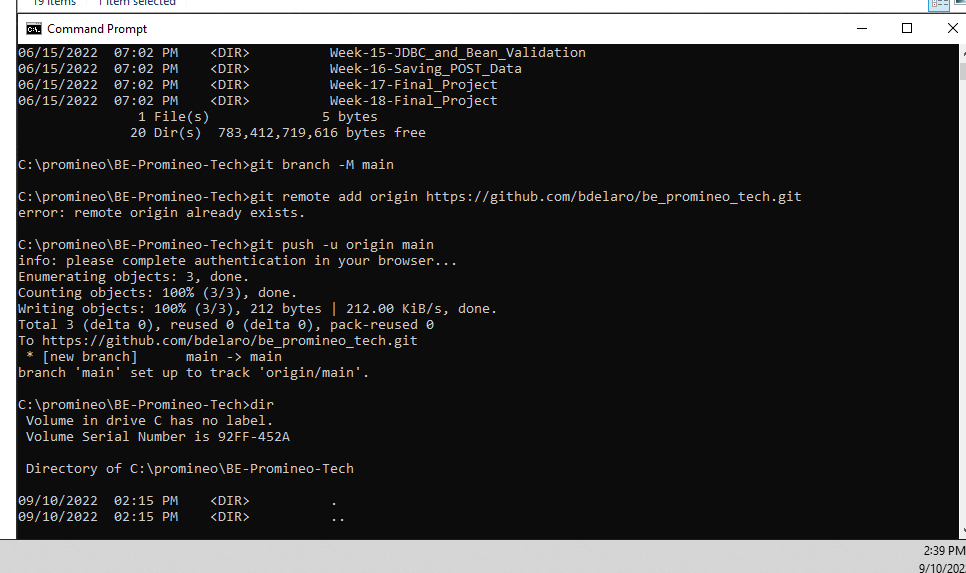 19 items 1 item selected
Command Prompt
06/15/2022  07:02 PM    <DIR>          Week-15-JDBC_and_Bean_Validation
06/15/2022  07:02 PM    <DIR>          Week-16-Saving_POST_Data
06/15/2022  07:02 PM    <DIR>          Week-17-Final_Project
06/15/2022  07:02 PM    <DIR>          Week-18-Final_Project
               1 File(s)              5 bytes
              20 Dir(s)  783,412,719,616 bytes free
C:\promineo\BE-Promineo-Tech>git branch -M main
C:\promineo\BE-Promineo-Tech>git remote add origin https://github.com/bdelaro/be_promineo_tech.git
error: remote origin already exists.
C:\promineo\BE-Promineo-Tech>git push -u origin main
info: please complete authentication in your browser...
Enumerating objects: 3, done.
Counting objects: 100% (3/3), done.
Writing objects: 100% (3/3), 212 bytes | 212.00 KiB/s, done.
Total 3 (delta 0), reused 0 (delta 0), pack-reused 0
To https://github.com/bdelaro/be_promineo_tech.git
 * [new branch]      main -> main
branch 'main' set up to track 'origin/main'.
C:\promineo\BE-Promineo-Tech>dir
 Volume in drive C has no label.
 Volume Serial Number is 92FF-452A
 Directory of C:\promineo\BE-Promineo-Tech
09/10/2022  02:15 PM    <DIR>          .
09/10/2022  02:15 PM    <DIR>          ..
2:39 PM
9/10/202